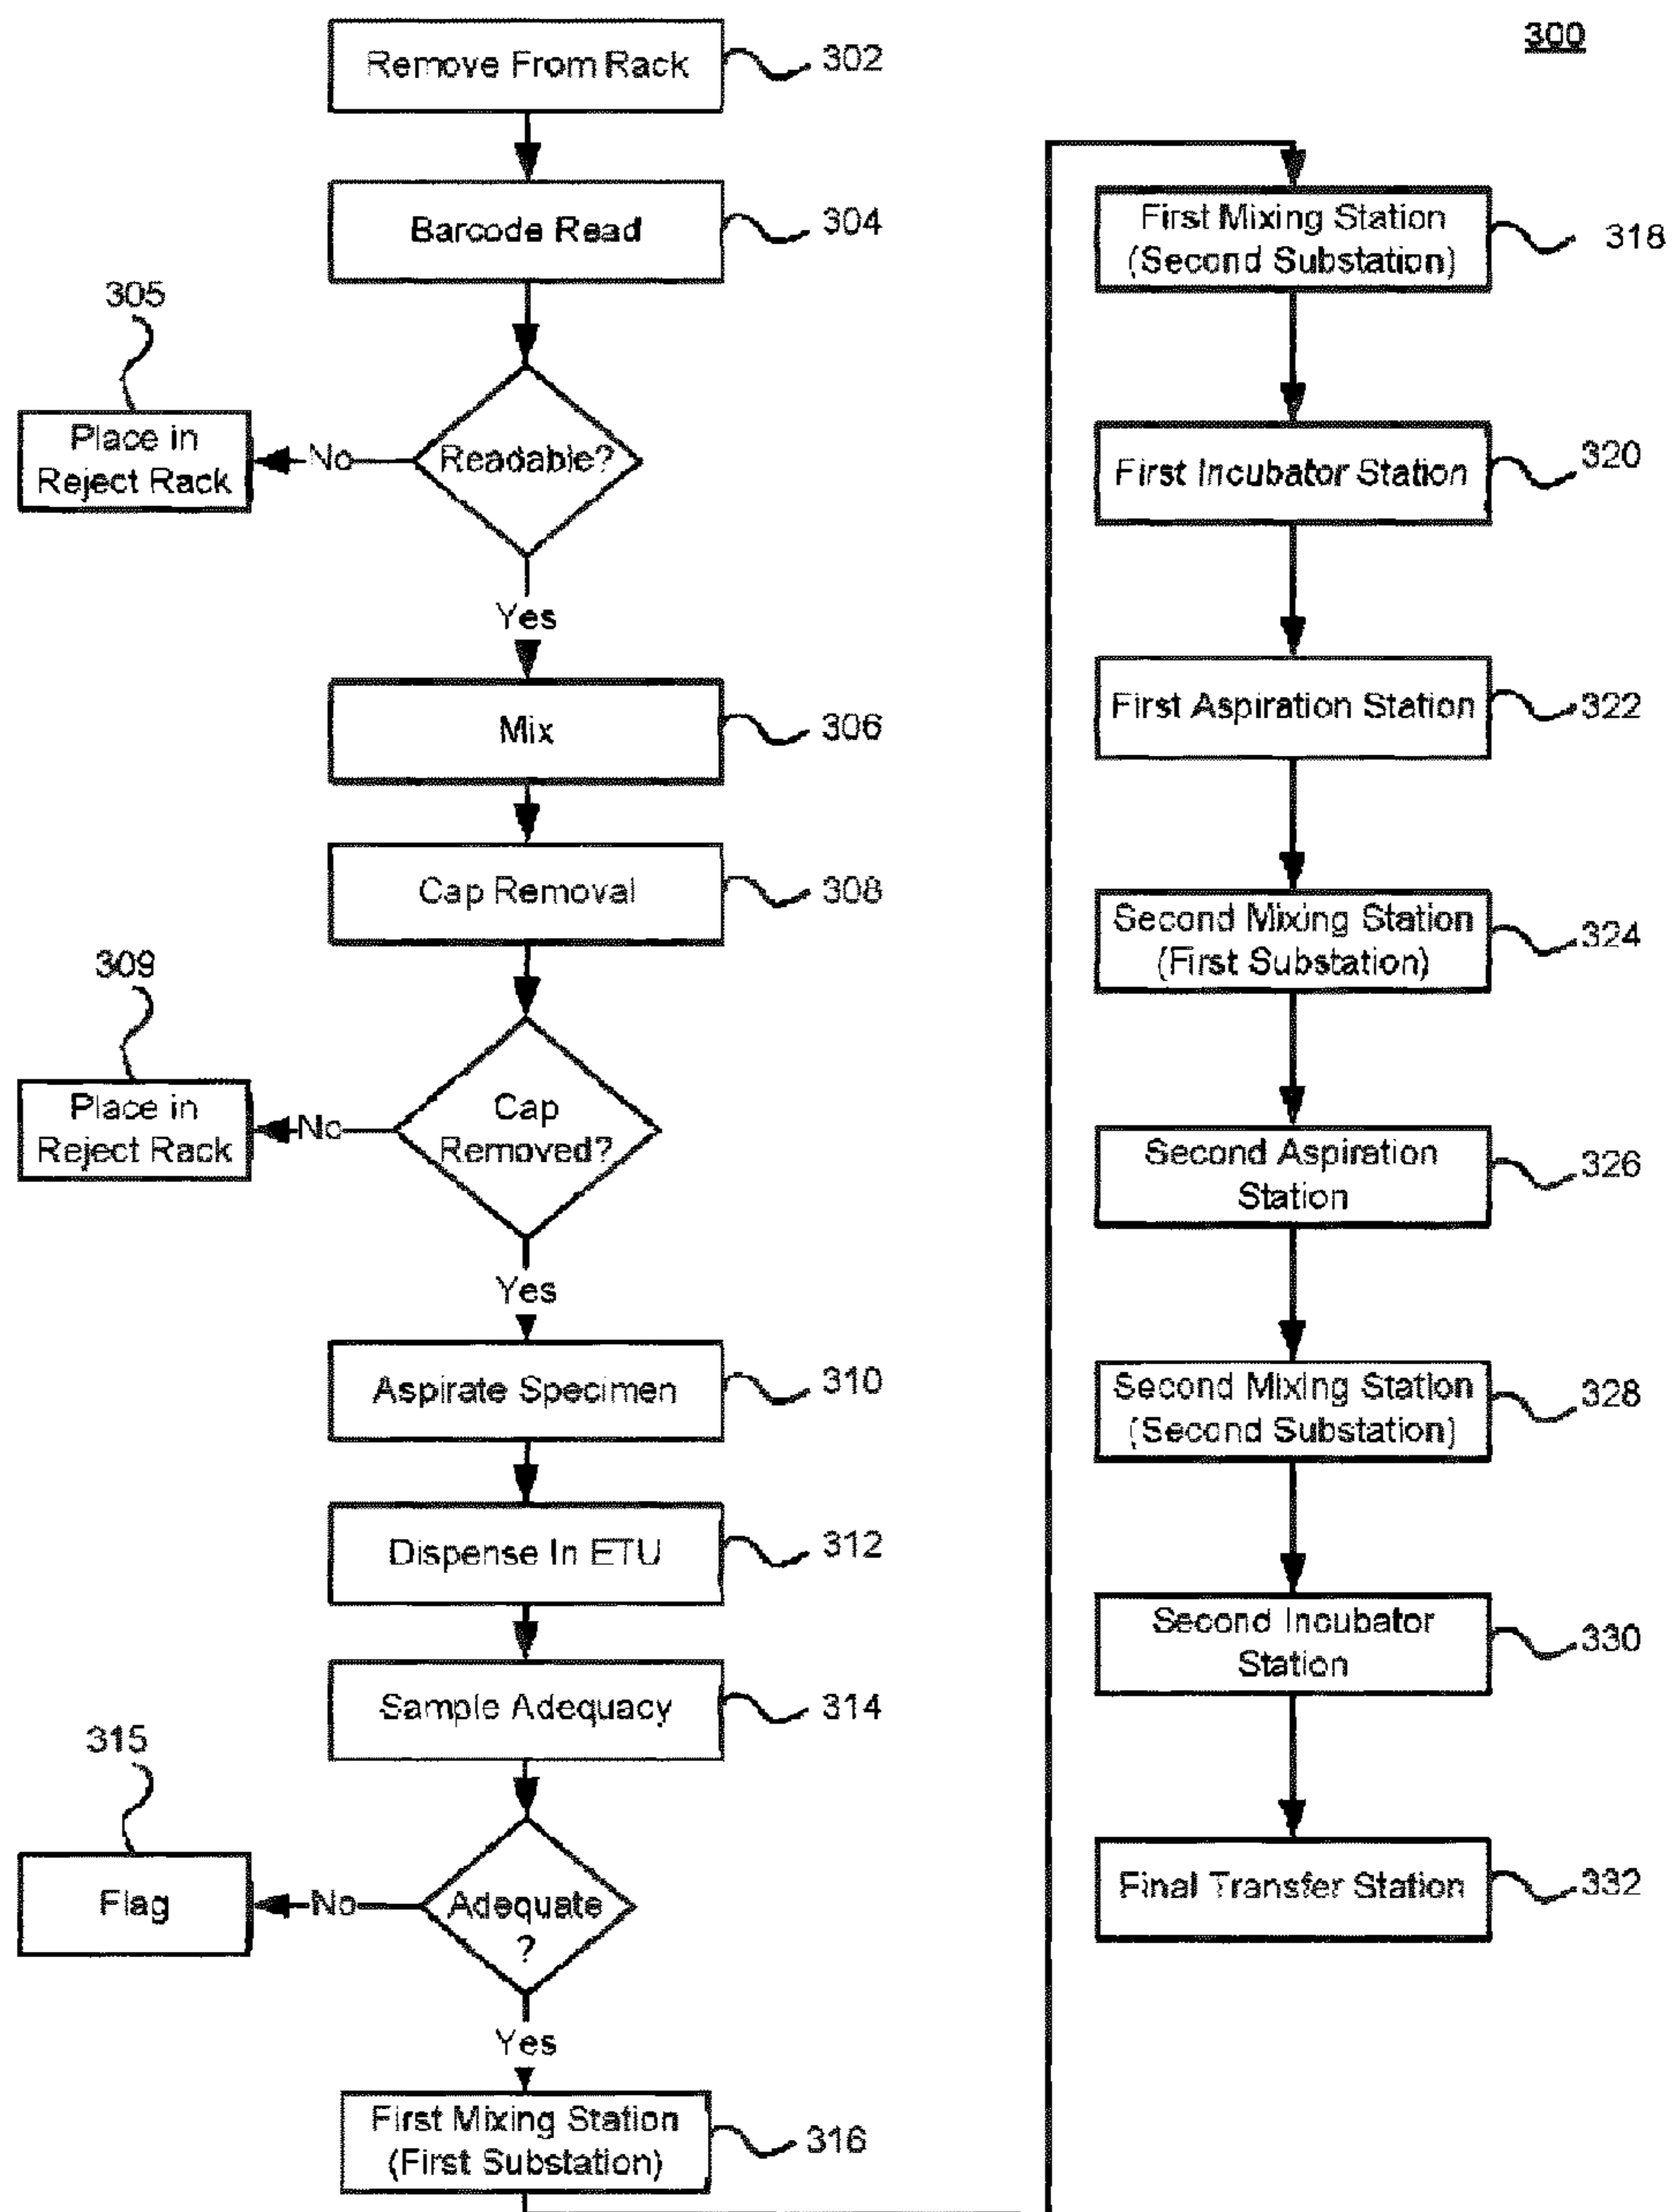 300
Remove From Rack
302
Barcode Read
304
305
Place in
Reject Rack
No
Readable?
Yes
Mix
306
Cap Removal
308
309
Place in
Reject Rack
No
Cap
Removed?
Yes
Aspirate Specimen
310
Dispense In ETU
312
Sample Adequacy
314
315
Flag
No
Adequate
?
Yes
First Mixing Station
(First Substation)
316
First Mixing Station
(Second Substation)
318
First Incubator Station
320
First Aspiration Station
322
Second Mixing Station
(First Substation)
324
Second Aspiration
Station
326
Second Mixing Station
(Second Substation)
328
Second Incubator
Station
330
Final Transfer Station
332